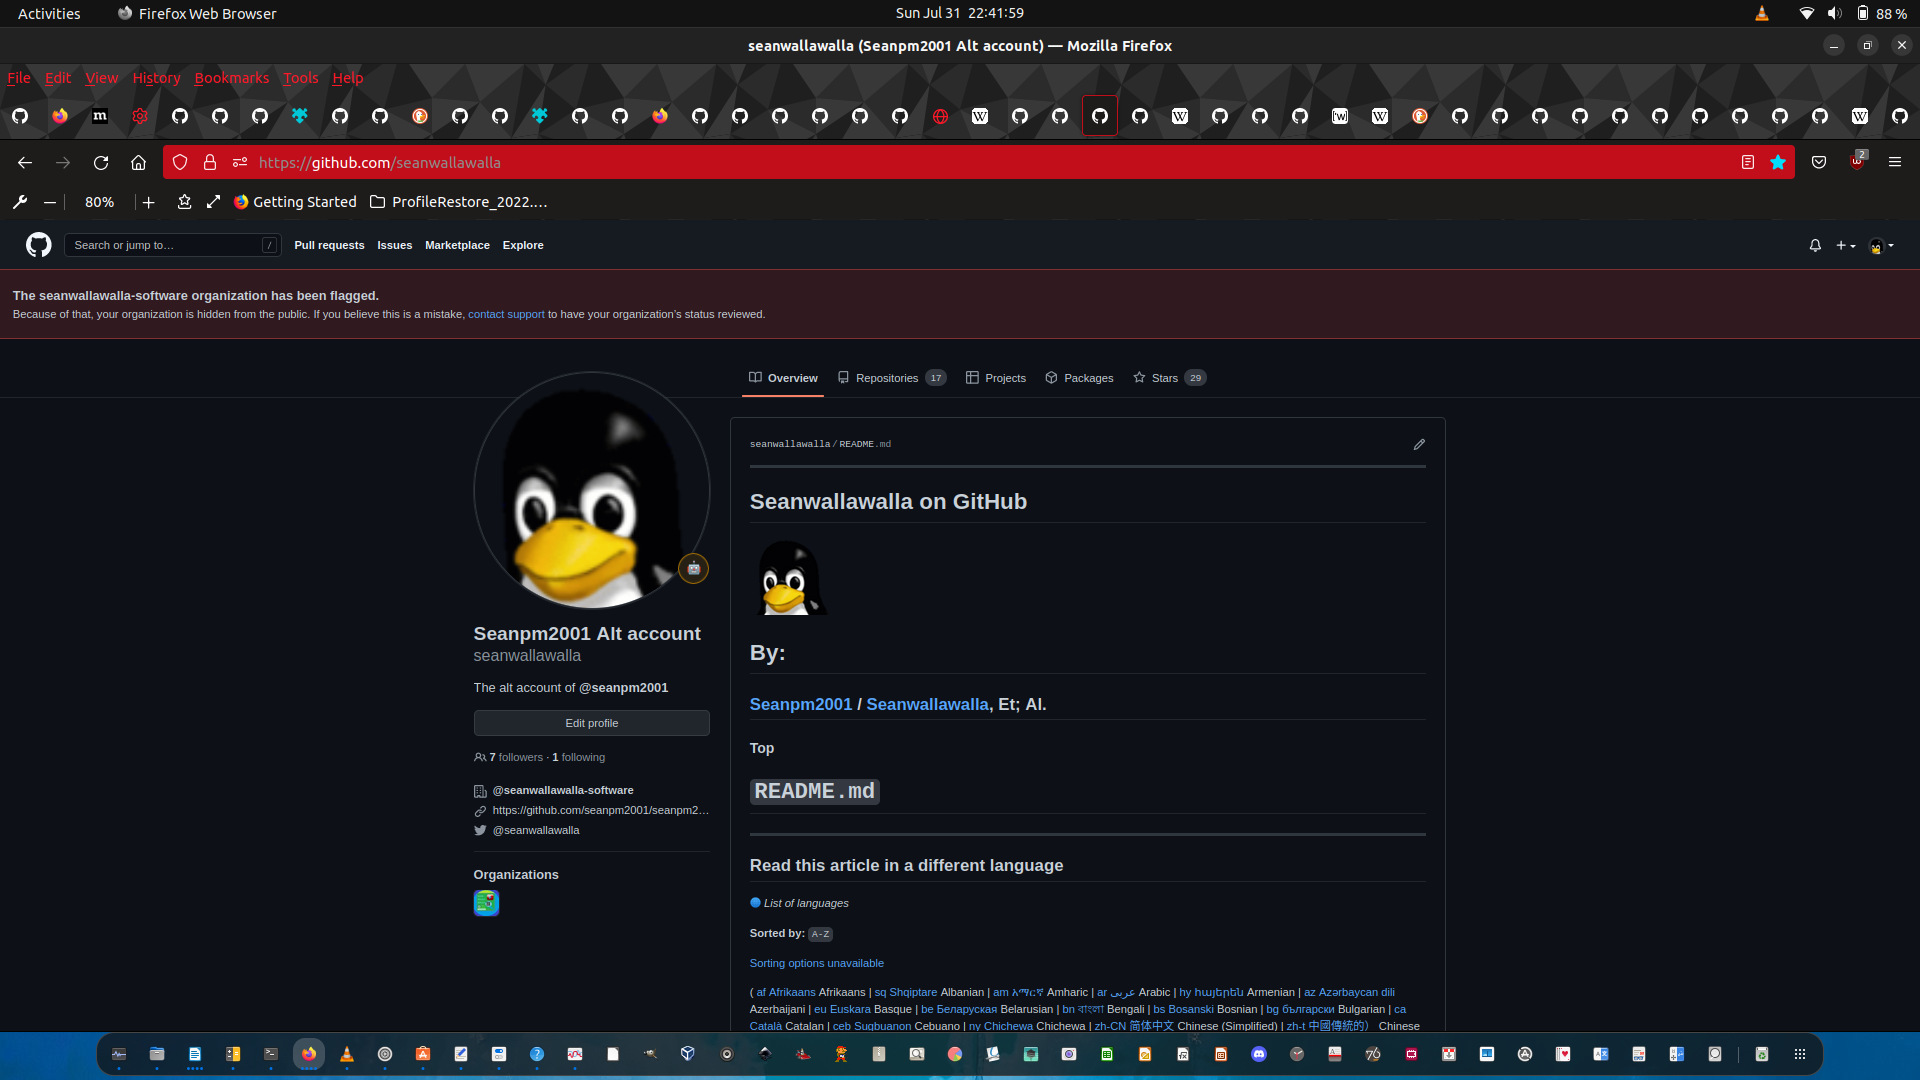 Activities Firefox Web Browser Sun Jul 31 22:41:59 88 %
seanwallawalla (Seanpm2001 Alt account) — Mozilla Firefox
File Edit View History Bookmarks Tools Help
https://github.com/seanwallawalla 2
80% Getting Started ProfileRestore_2022.…
Search or jump to… / Pull requests Issues Marketplace Explore
The seanwallawalla-software organization has been flagged.
Because of that, your organization is hidden from the public. If you believe this is a mistake, contact support to have your organization's status reviewed.
Overview Repositories 17 Projects Packages Stars 29
seanwallawalla / README.md
Seanwallawalla on GitHub
Seanpm2001 Alt account
seanwallawalla
The alt account of @seanpm2001
Edit profile
7 followers · 1 following
@seanwallawalla-software
https://github.com/seanpm2001/seanpm2…
@seanwallawalla
Organizations
By:
Seanpm2001 / Seanwallawalla, Et; Al.
Top
README.md
Read this article in a different language
List of languages
Sorted by: A-Z
Sorting options unavailable
( af Afrikaans Afrikaans | sq Shqiptare Albanian | am አማርኛ Amharic | ar عربى Arabic | hy հայերեն Armenian | az Azərbaycan dili
Azerbaijani | eu Euskara Basque | be Беларуская Belarusian | bn বাংলা Bengali | bs Bosanski Bosnian | bg български Bulgarian | ca
Català Catalan | ceb Sugbuanon Cebuano | ny Chichewa Chichewa | zh-CN 简体中文 Chinese (Simplified) | zh-t 中國傳統的） Chinese